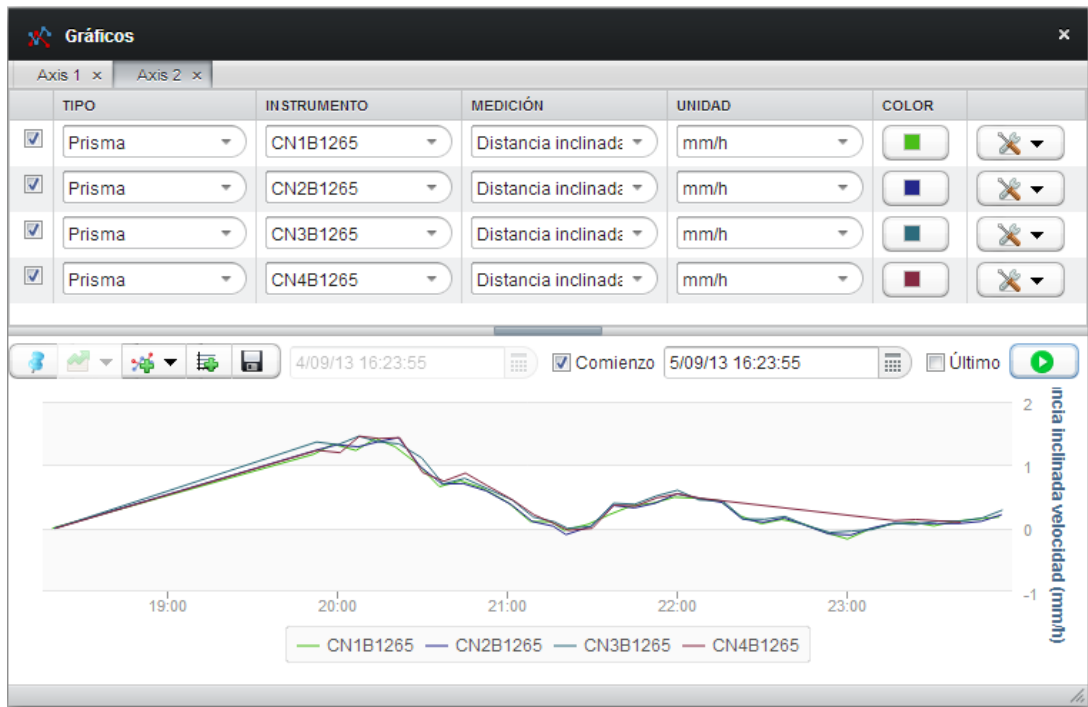 Gráficos
Axis 1 × Axis 2 ×
TIPO INSTRUMENTO MEDICIÓN UNIDAD COLOR
Prisma CN1B1265 Distancia inclinada mm/h
Prisma CN2B1265 Distancia inclinada mm/h
Prisma CN3B1265 Distancia inclinada mm/h
Prisma CN4B1265 Distancia inclinada mm/h
4/09/13 16:23:55 Comienzo 5/09/13 16:23:55 Último
2
1
0
-1
ncia inclinada velocidad (mm/h)
19:00 20:00 21:00 22:00 23:00
CN1B1265 CN2B1265 CN3B1265 CN4B1265